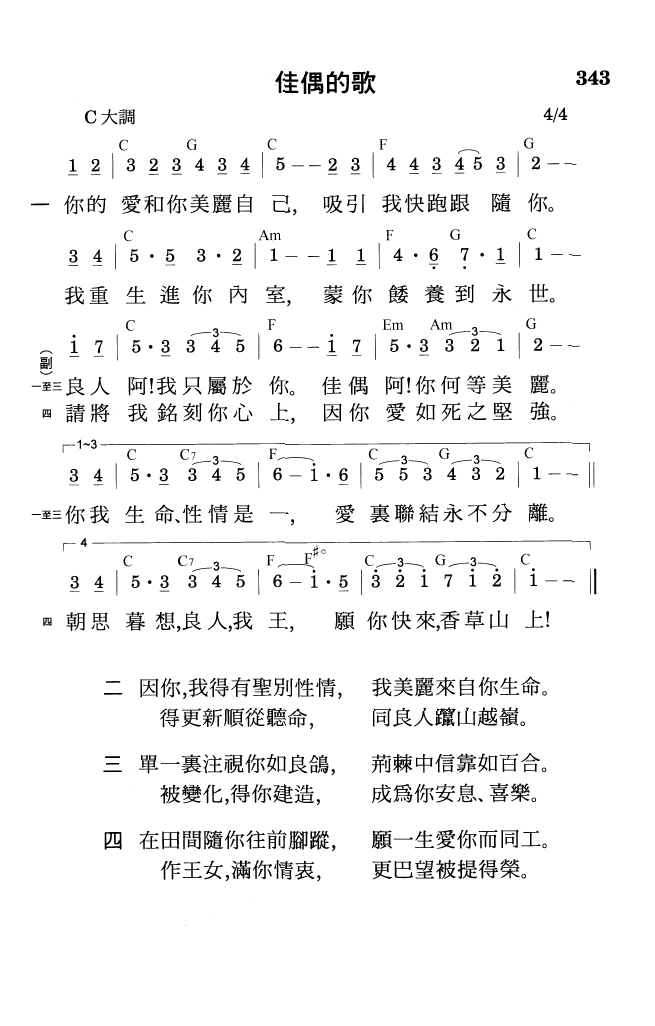 佳偶的歌 343
C大調 4/4
C G C F G
1 2 | 3 2 3 4 3 4 | 5 - - 2 3 | 4 4 3 4 5 3 | 2 - -
一 你的 愛和你美麗自 己, 吸引 我快跑跟 隨 你。
C Am F G C
3 4 | 5 · 5 3 · 2 | 1 - - 1 1 | 4 · 6 7 · 1 | 1 - -
我重 生 進 你 內 室, 蒙你 餧 養 到 永 世。
C 3 F Em Am 3 G
1 7 | 5 · 3 3 4 5 | 6 - - 1 7 | 5 · 3 3 2 1 | 2 - -
(副)
一至三 良人 阿!我只屬於 你。 佳偶 阿!你何等美 麗。
四 請將 我 銘刻你心 上, 因你 愛如死之堅 強。
1~3
C C7 3 F C 3 G 3 C
3 4 | 5 · 3 3 4 5 | 6 - 1 · 6 | 5 5 3 4 3 2 | 1 - - ||
一至三 你我 生 命、性情是 一, 愛 裏聯結永不分 離。
4
C C7 3 F F♯° C 3 G 3 C
3 4 | 5 · 3 3 4 5 | 6 - 1 · 5 | 3 2 1 7 1 2 | 1 - - ||
四 朝思 暮 想,良人,我 王, 願 你快來,香草山 上!
二 因你,我得有聖別性情, 我美麗來自你生命。
得更新順從聽命, 同良人躐山越嶺。
三 單一裏注視你如良鴿, 荊棘中信靠如百合。
被變化,得你建造, 成爲你安息、喜樂。
四 在田間隨你往前腳蹤, 願一生愛你而同工。
作王女,滿你情衷, 更巴望被提得榮。